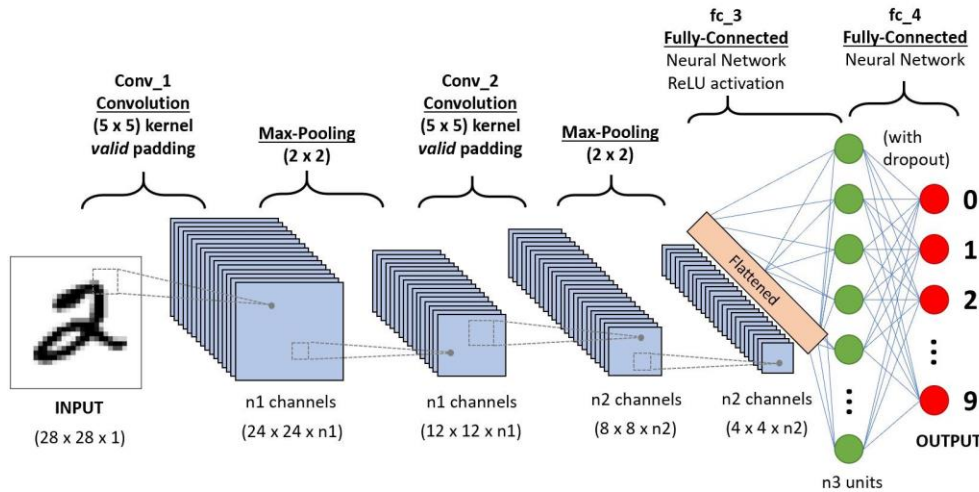 fc_3
Fully-Connected
Neural Network
ReLU activation
fc_4
Fully-Connected
Neural Network
Conv_1
Convolution
(5 x 5) kernel
valid padding
Max-Pooling
(2 x 2)
Conv_2
Convolution
(5 x 5) kernel
valid padding
Max-Pooling
(2 x 2)
(with
dropout)
Flattened
0
1
2
9
INPUT
(28 x 28 x 1)
n1 channels
(24 x 24 x n1)
n1 channels
(12 x 12 x n1)
n2 channels
(8 x 8 x n2)
n2 channels
(4 x 4 x n2)
OUTPUT
n3 units
2